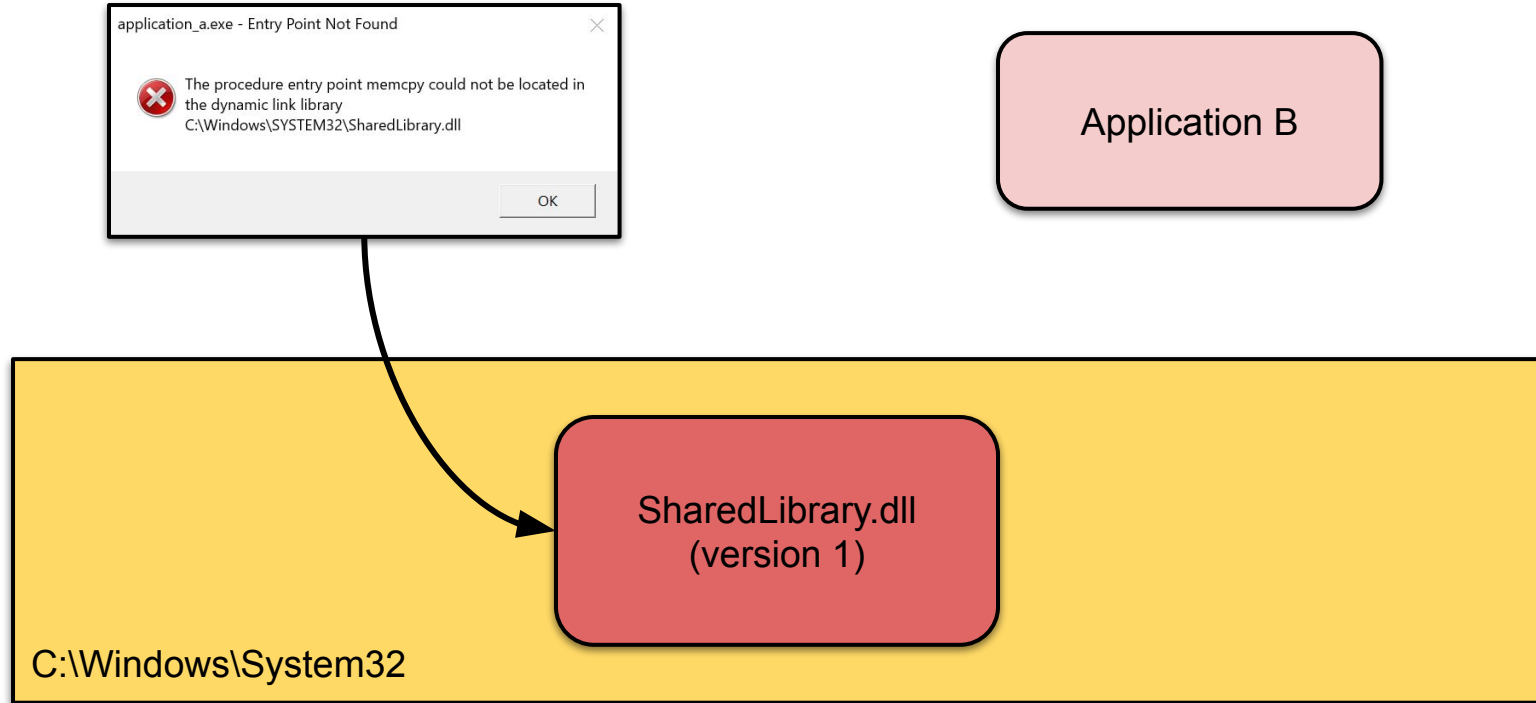 application_a.exe - Entry Point Not Found
The procedure entry point memcpy could not be located in
the dynamic link library
C:\Windows\SYSTEM32\SharedLibrary.dll
OK
Application B
SharedLibrary.dll
(version 1)
C:\Windows\System32